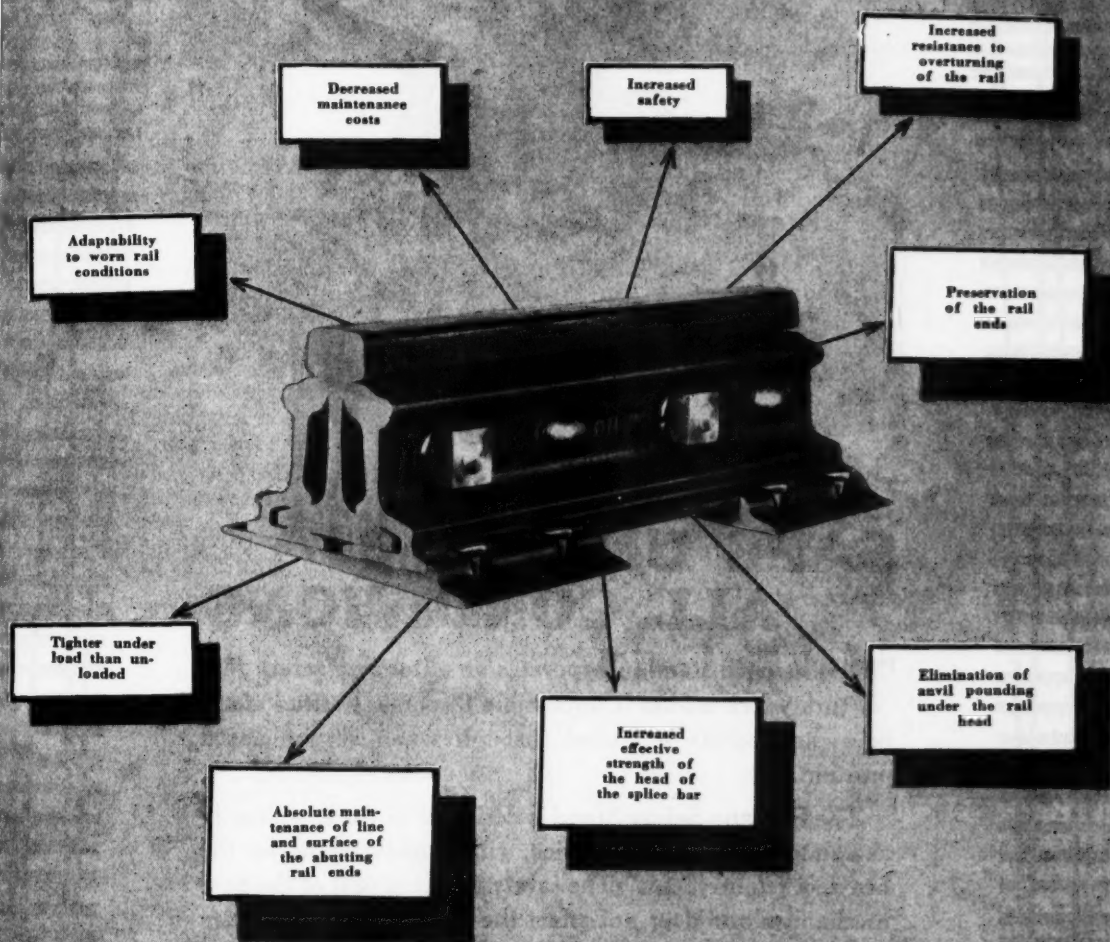 Increased
resistance to
overturning
of the rail
Decreased
maintenance
costs
Increased
safety
Adaptability
to worn rail
conditions
Preservation
of the rail
ends
Tighter under
load than un-
loaded
Elimination of
anvil pounding
under the rail
head
Increased
effective
strength of
the head of
the splice bar
Absolute main-
tenance of line
and surface of
the abutting
rail ends